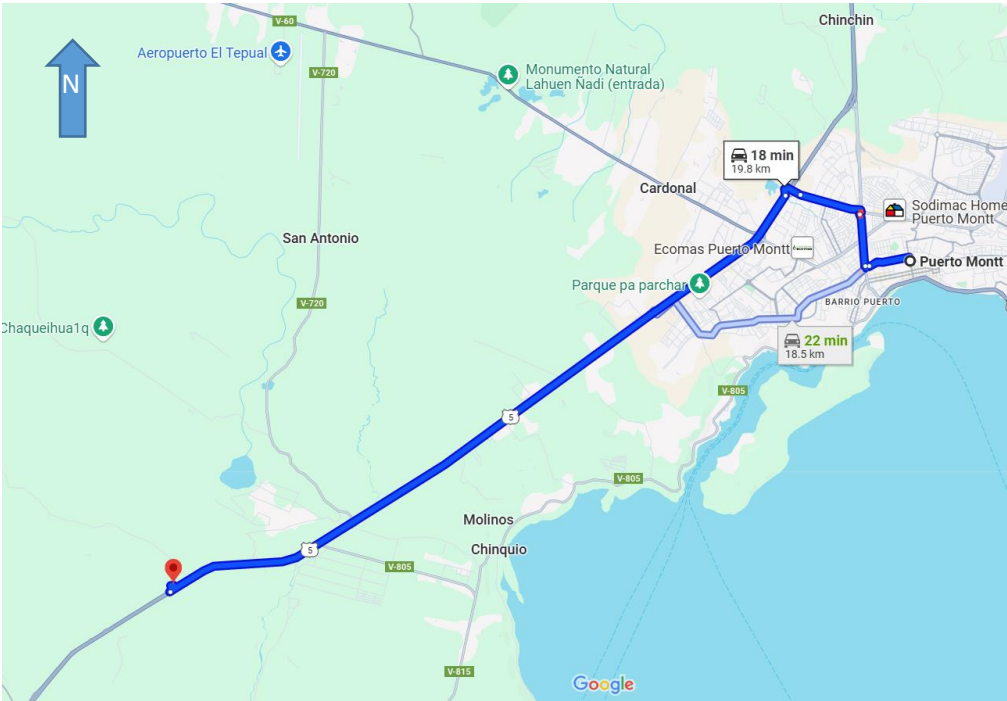 V-60
Chinchin
Aeropuerto El Tepual
N
V-720
Monumento Natural
Lahuen Ñadi (entrada)
18 min
19.8 km
Cardonal
Sodimac Home
Puerto Montt
San Antonio
Ecomas Puerto Montt
Puerto Montt
Parque pa parchar
BARRIO PUERTO
V-720
Chaqueihua1q
22 min
18.5 km
V-805
5
V-805
Molinos
Chinquio
5
V-805
V-815
Google